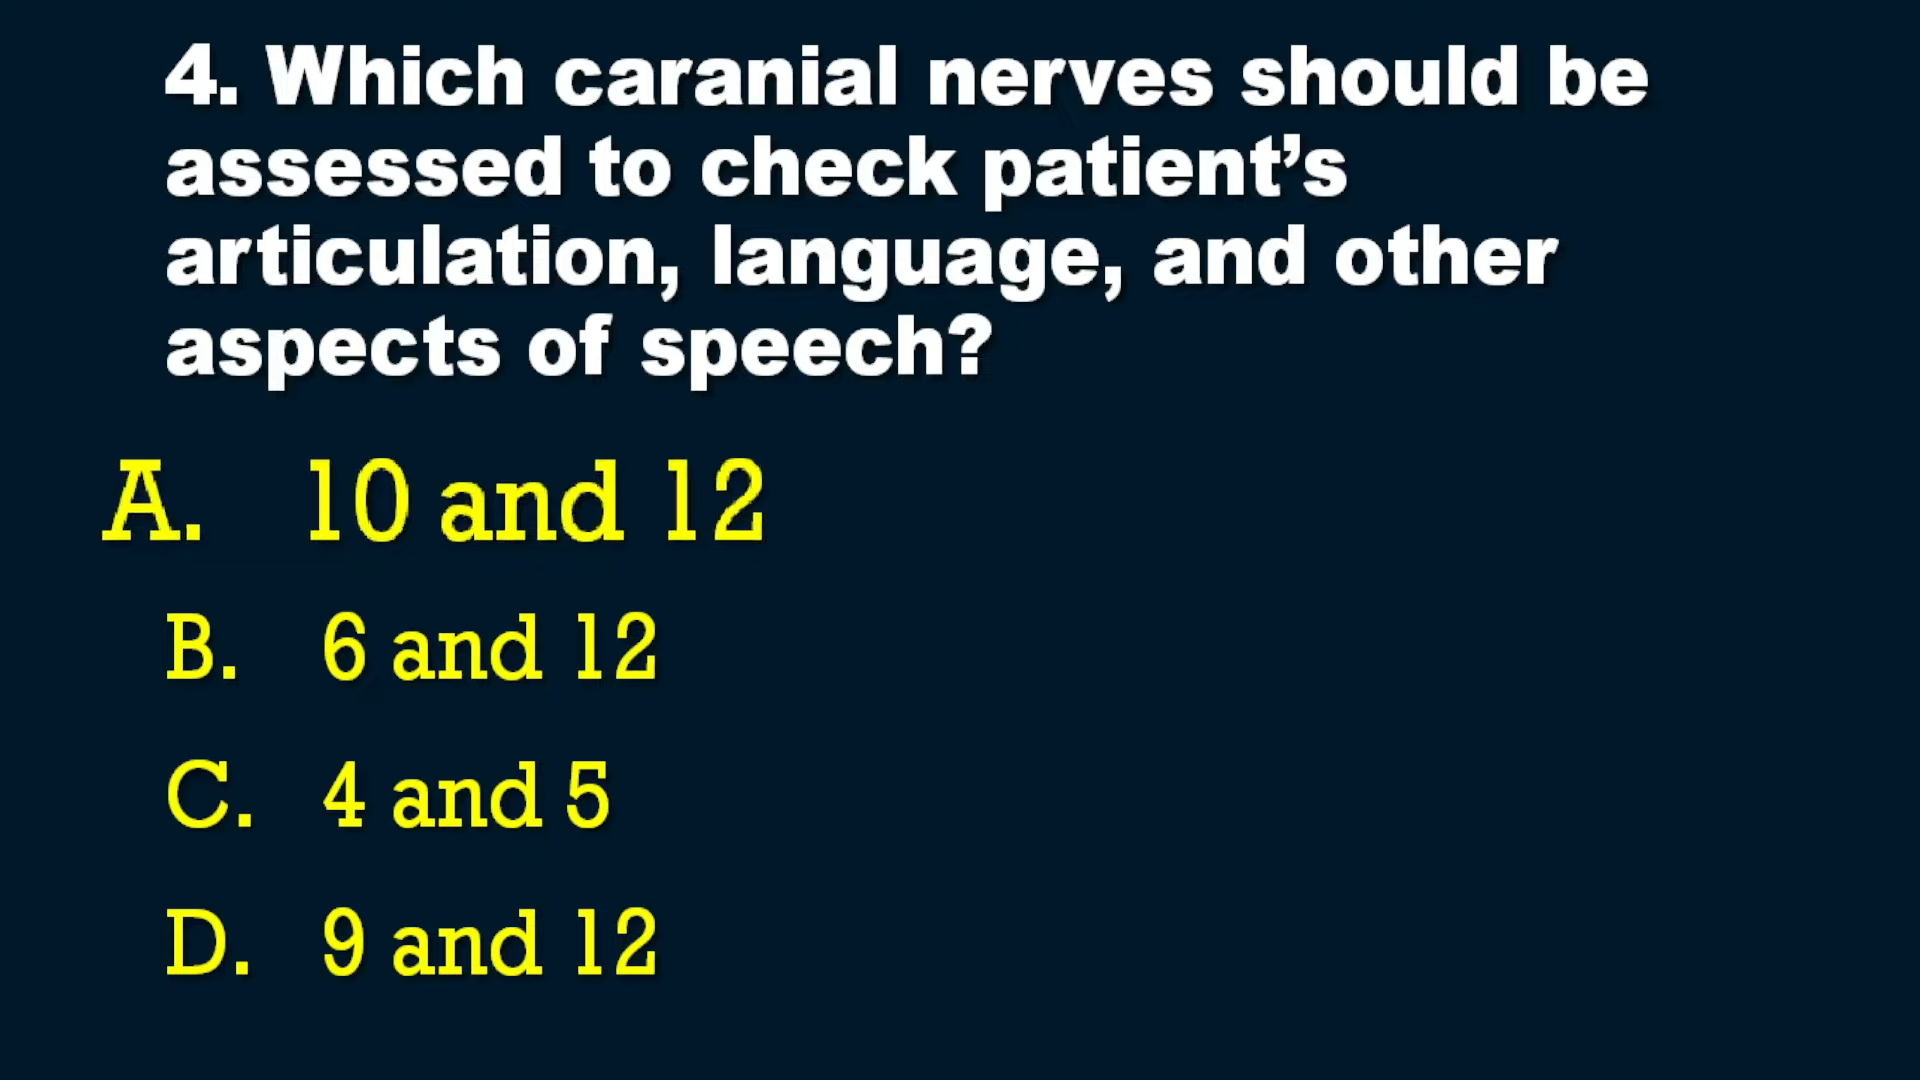 4. Which caranial nerves should be
assessed to check patient’s
articulation, language, and other
aspects of speech?
A. 10 and 12
B. 6 and 12
C. 4 and 5
D. 9 and 12